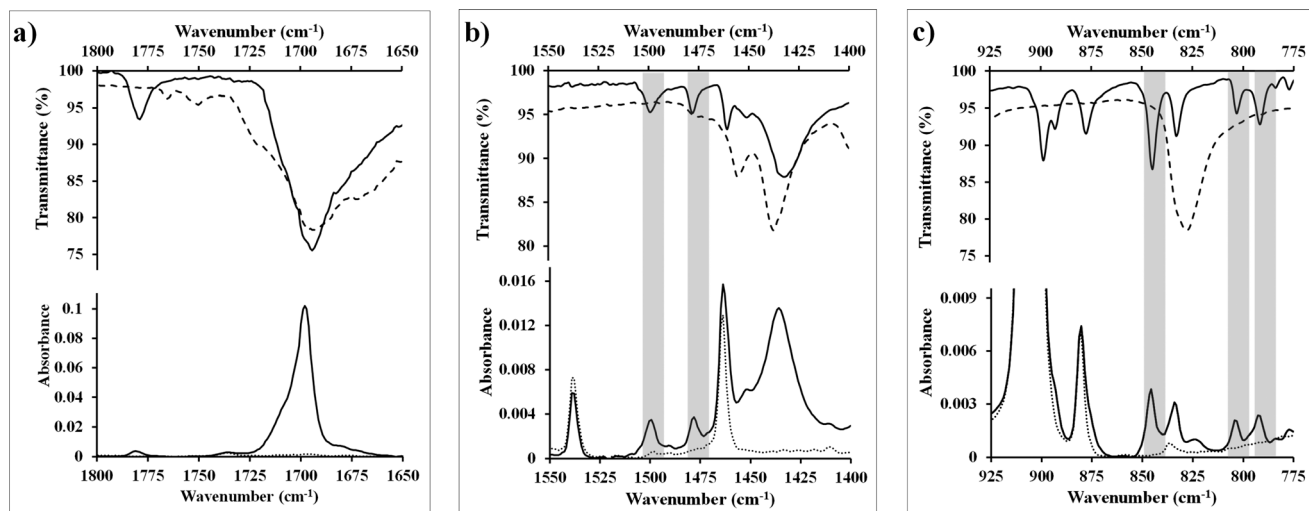 a)
Wavenumber (cm-1)
1800 1775 1750 1725 1700 1675 1650
Transmittance (%)
100
95
90
85
80
75
Absorbance
0.1
0.08
0.06
0.04
0.02
0
1800 1775 1750 1725 1700 1675 1650
Wavenumber (cm-1)
b)
Wavenumber (cm-1)
1550 1525 1500 1475 1450 1425 1400
Transmittance (%)
100
95
90
85
80
Absorbance
0.016
0.012
0.008
0.004
0
1550 1525 1500 1475 1450 1425 1400
Wavenumber (cm-1)
c)
Wavenumber (cm-1)
925 900 875 850 825 800 775
Transmittance (%)
100
95
90
85
80
75
Absorbance
0.009
0.006
0.003
0
925 900 875 850 825 800 775
Wavenumber (cm-1)